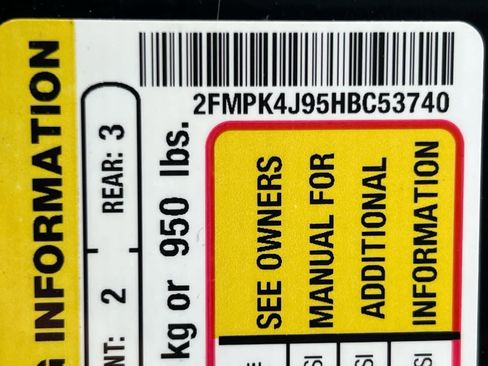 2FMPK4J95HBC53740
G INFORMATION
NT: 2 REAR: 3
kg or 950 lbs.
SEE OWNERS
MANUAL FOR
ADDITIONAL
INFORMATION